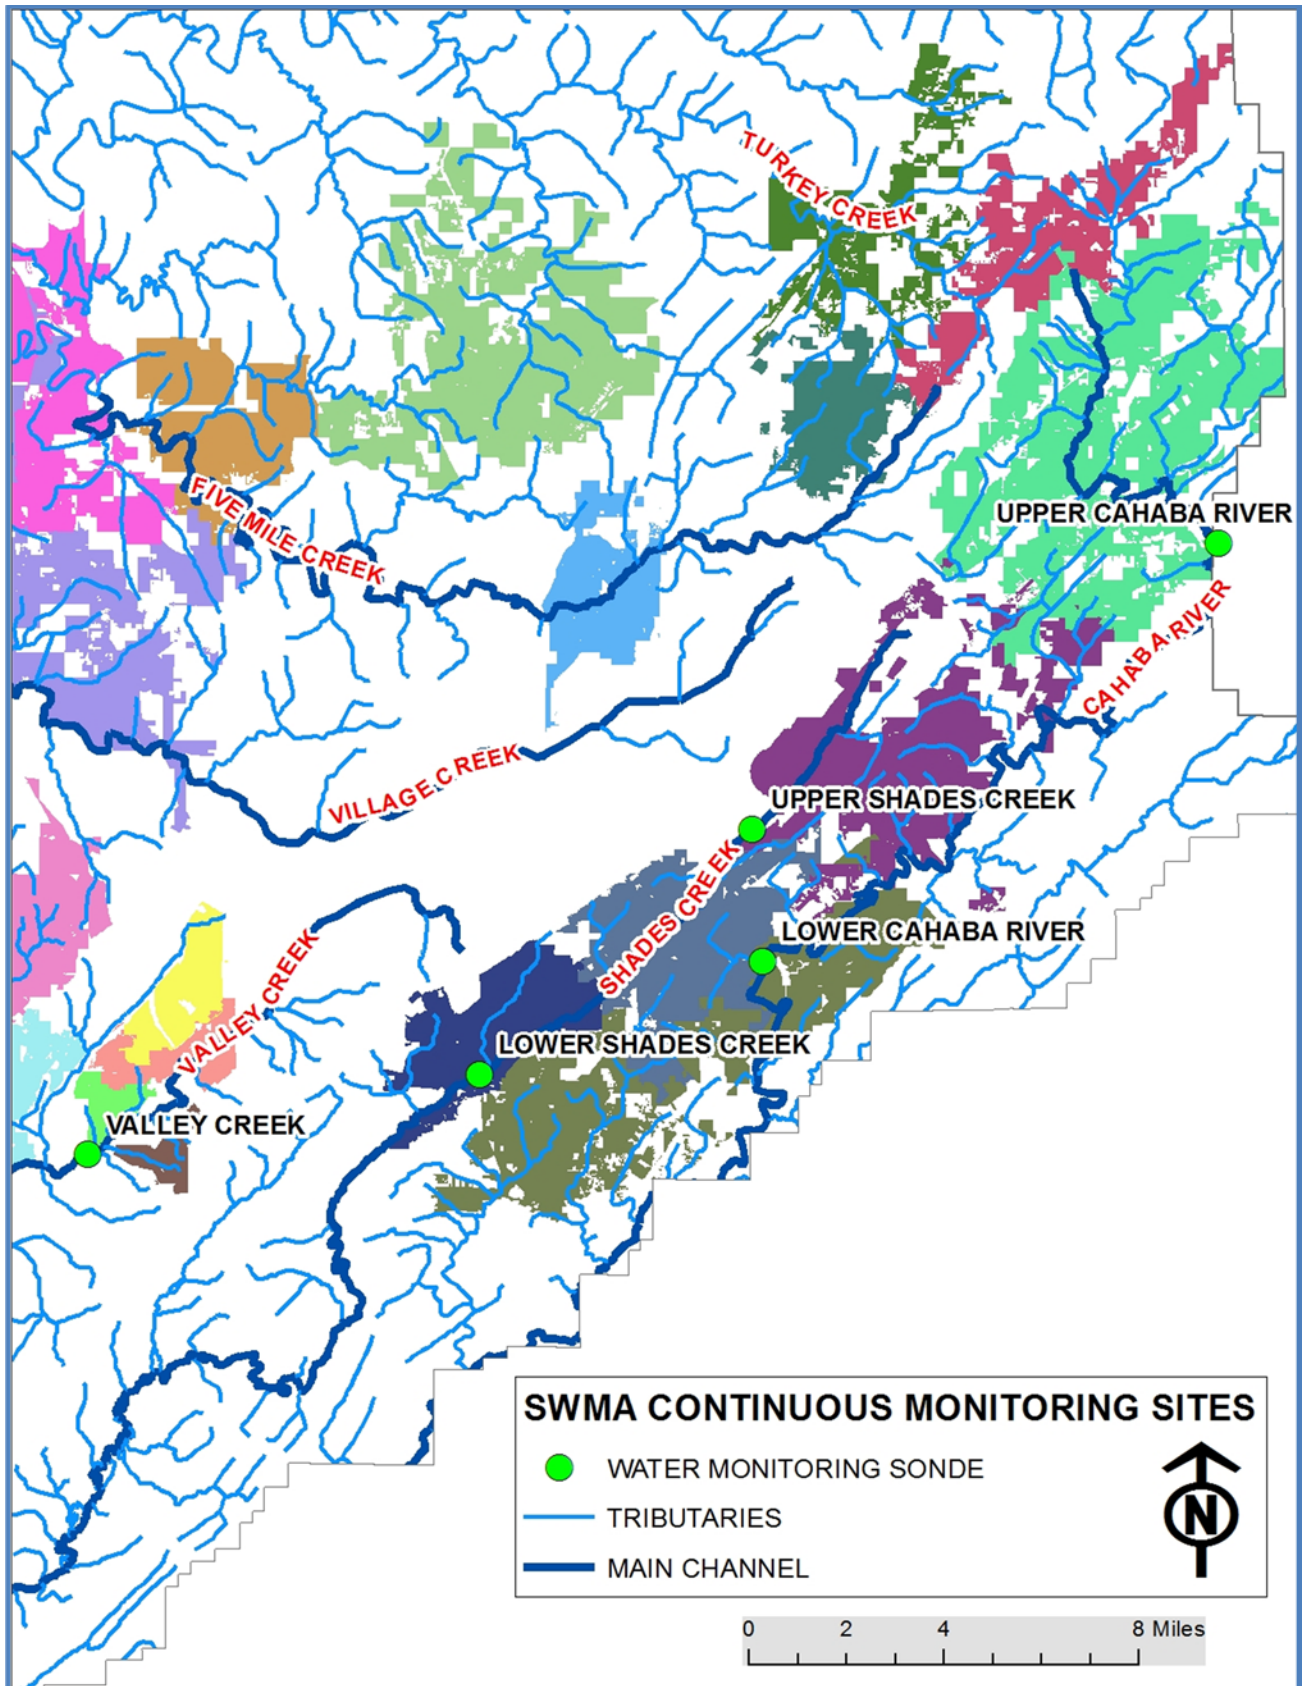 TURKEY CREEK
UPPER CAHABA RIVER
FIVE MILE CREEK
CAHABA RIVER
VILLAGE CREEK
UPPER SHADES CREEK
SHADES CREEK
LOWER CAHABA RIVER
VALLEY CREEK
LOWER SHADES CREEK
VALLEY CREEK
SWMA CONTINUOUS MONITORING SITES
WATER MONITORING SONDE
TRIBUTARIES
MAIN CHANNEL
N
0 2 4 8 Miles